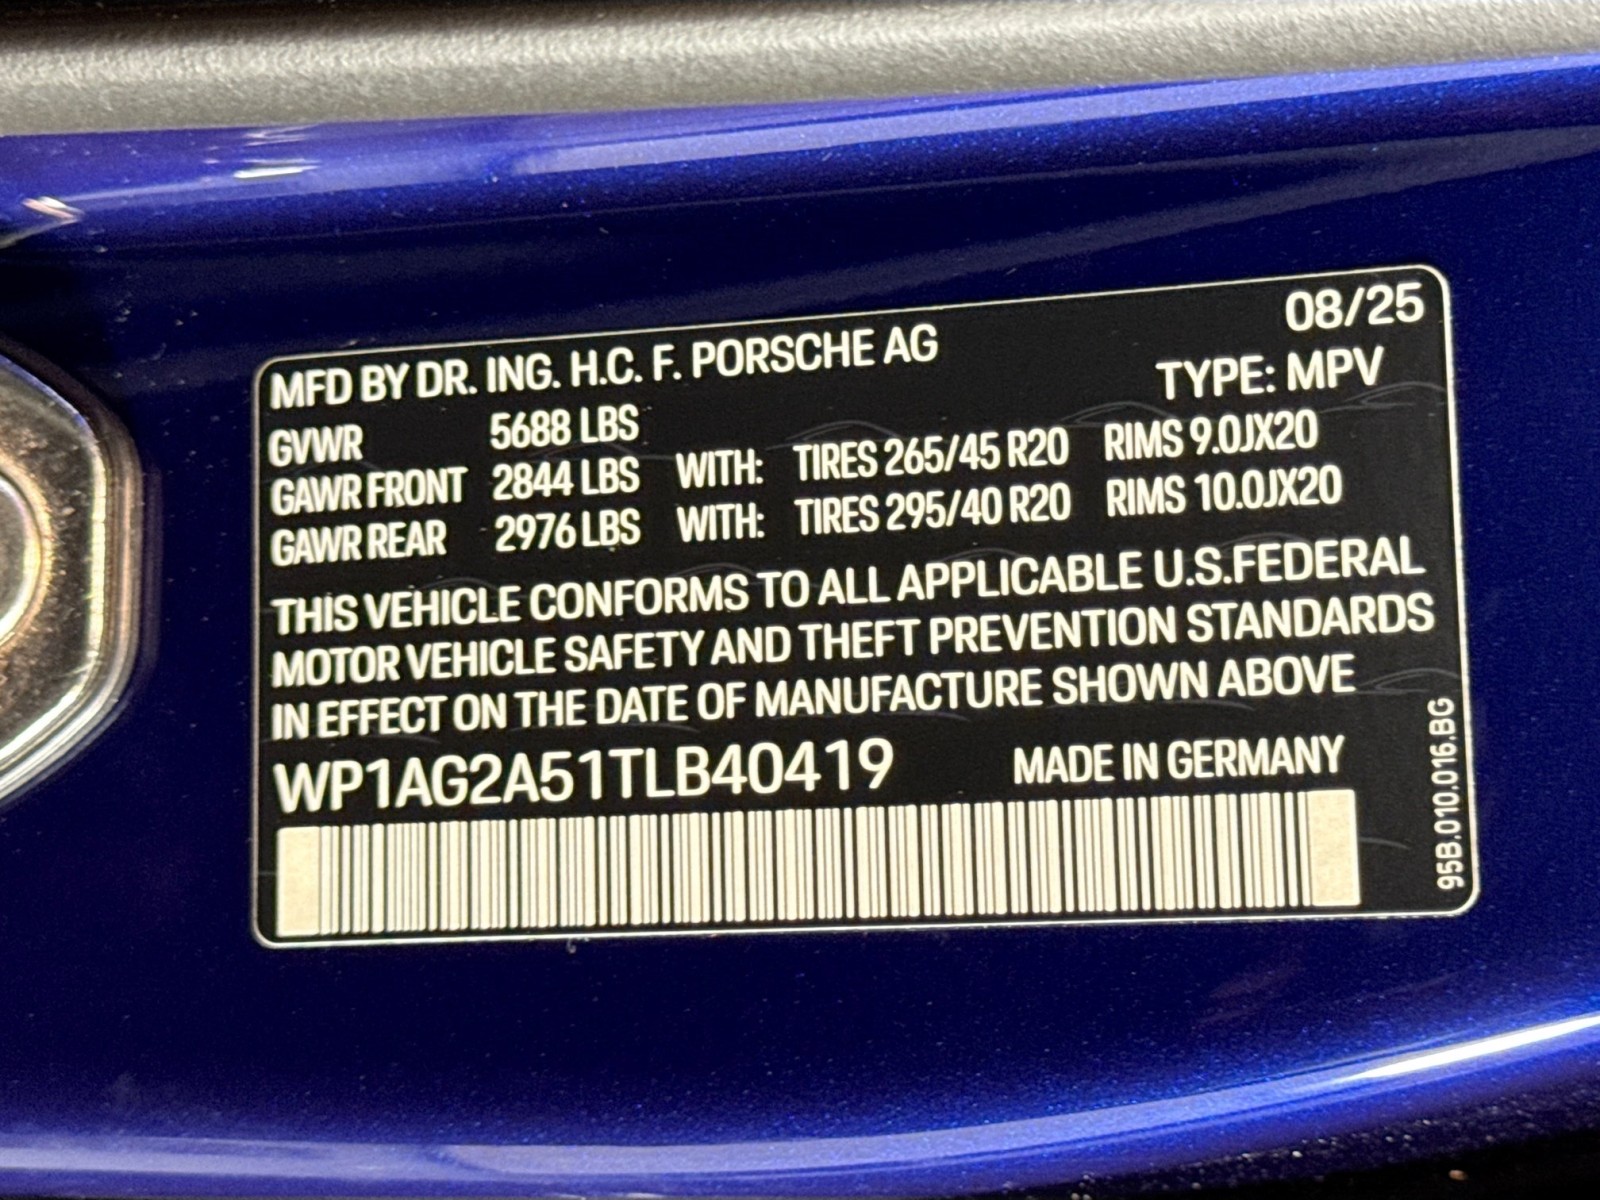 08/25
MFD BY DR. ING. H.C. F. PORSCHE AG
TYPE: MPV
GVWR 5688 LBS
GAWR FRONT 2844 LBS WITH: TIRES 265/45 R20 RIMS 9.0JX20
GAWR REAR 2976 LBS WITH: TIRES 295/40 R20 RIMS 10.0JX20
THIS VEHICLE CONFORMS TO ALL APPLICABLE U.S.FEDERAL
MOTOR VEHICLE SAFETY AND THEFT PREVENTION STANDARDS
IN EFFECT ON THE DATE OF MANUFACTURE SHOWN ABOVE
WP1AG2A51TLB40419 MADE IN GERMANY
95B.010.016.BG